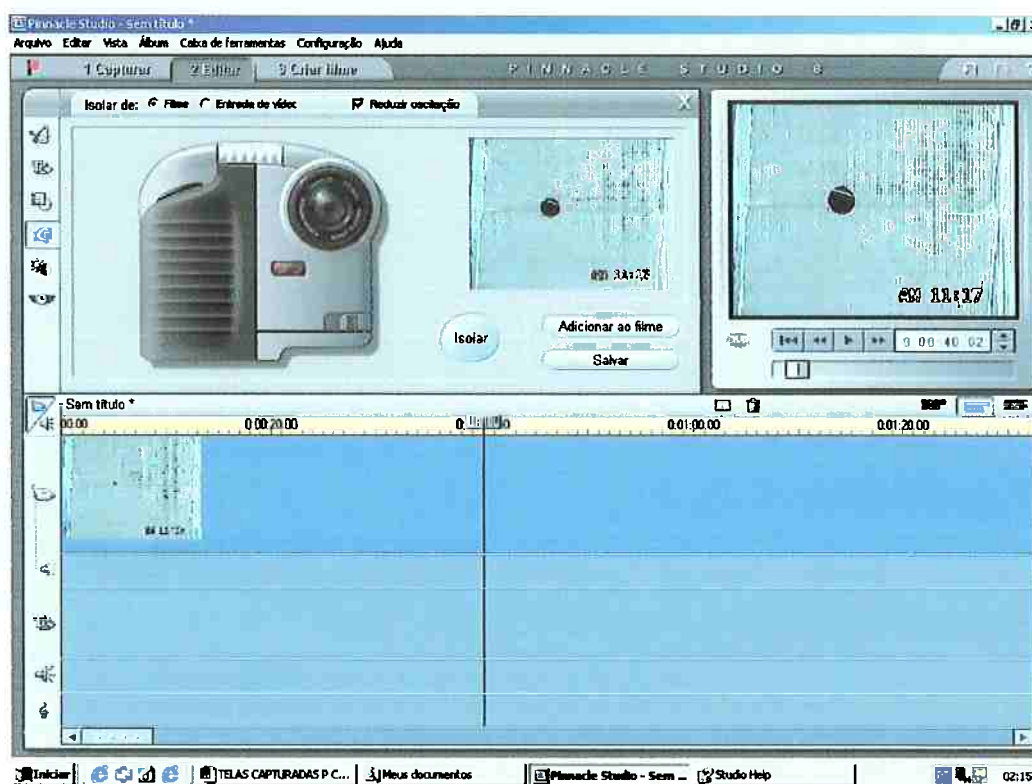 Pinnacle Studio - Sem título *
Arquivo Editar Vista Álbum Caixa de ferramentas Configuração Ajuda
1 Capturar 2 Editar 3 Criar filme PINNACLE STUDIO 8
Isolar de: Filme Entrada de vídeo Reduzir oscilação X
AM 11:17
Isolar
Adicionar ao filme
Salvar
0 00 40 02
Sem título *
00.00 0:00:20.00 0:01:00.00 0:01:20.00
Iniciar TELAS CAPTURADAS P C... Meus documentos Pinnacle Studio - Sem ... Studio Help